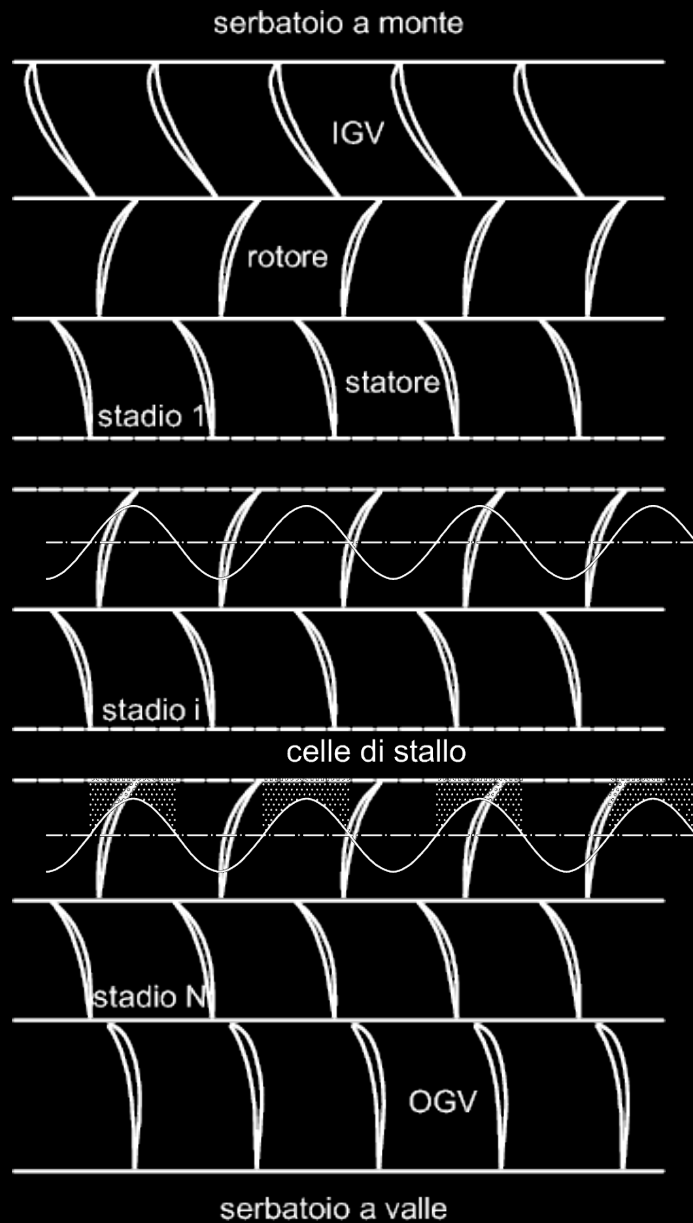 serbatoio a monte
IGV
rotore
statore
stadio 1
stadio i
celle di stallo
stadio N
OGV
serbatoio a valle